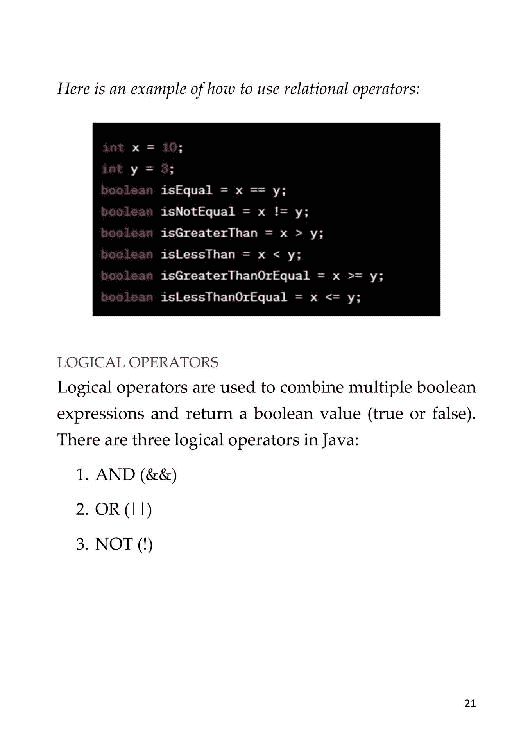 Here is an example of how to use relational operators:
int x = 10;
int y = 3;
boolean isEqual = x == y;
boolean isNotEqual = x != y;
boolean isGreaterThan = x > y;
boolean isLessThan = x < y;
boolean isGreaterThanOrEqual = x >= y;
boolean isLessThanOrEqual = x <= y;
LOGICAL OPERATORS
Logical operators are used to combine multiple boolean
expressions and return a boolean value (true or false).
There are three logical operators in Java:
1. AND (&&)
2. OR (||)
3. NOT (!)
21